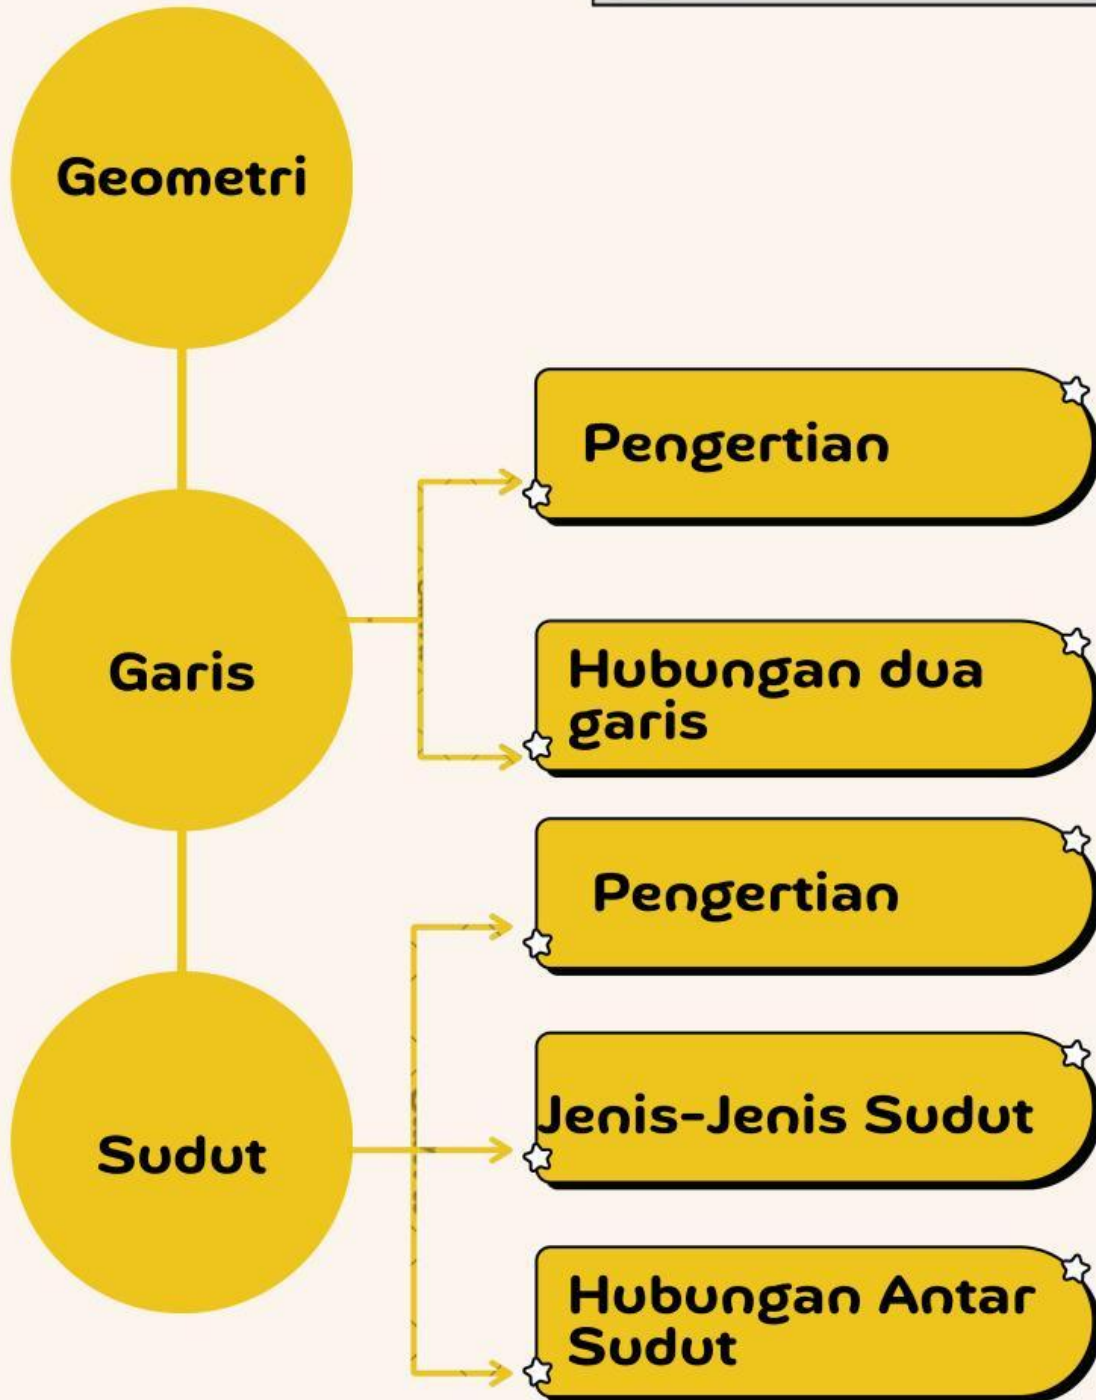 Geometri
Garis
Pengertian
Hubungan dua
garis
Sudut
Pengertian
Jenis-Jenis Sudut
Hubungan Antar
Sudut